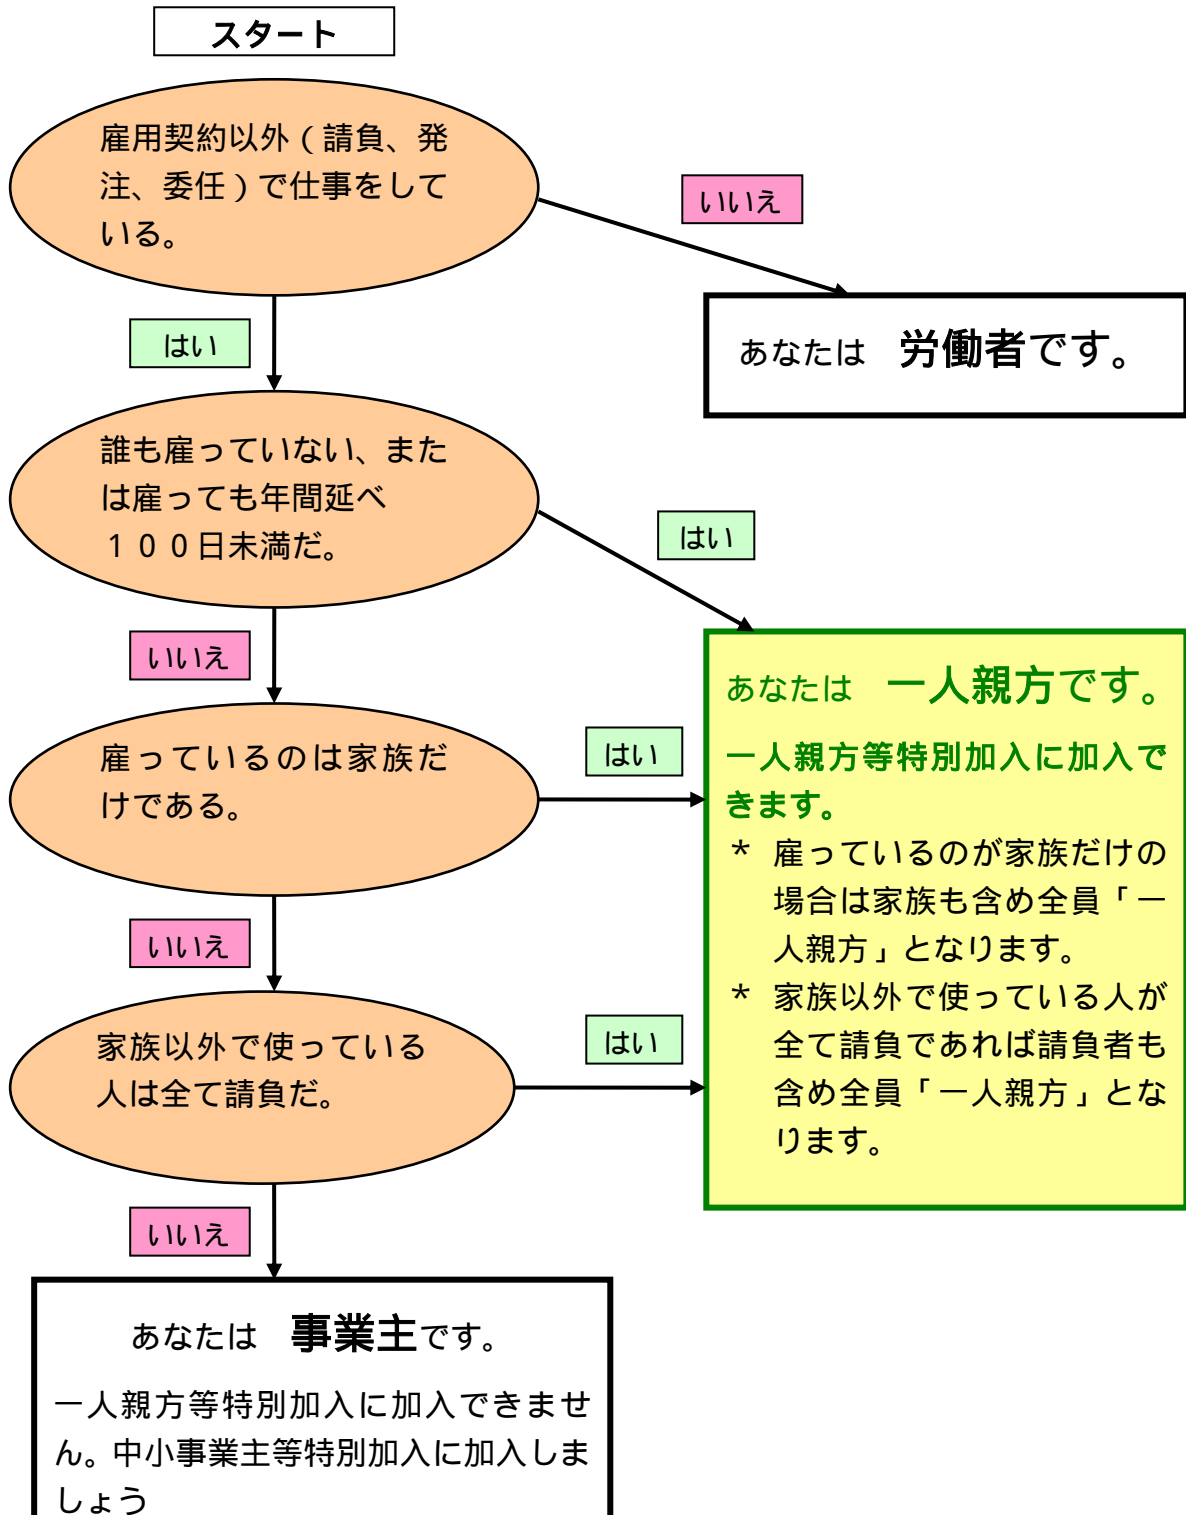 スタート
雇用契約以外（請負、発
注、委任）で仕事をして
いる。
いいえ
はい
あなたは　労働者です。
誰も雇っていない、また
は雇っても年間延べ
１００日未満だ。
はい
いいえ
あなたは　一人親方です。
一人親方等特別加入に加入で
きます。
＊ 雇っているのが家族だけの
場合は家族も含め全員「一
人親方」となります。
＊ 家族以外で使っている人が
全て請負であれば請負者も
含め全員「一人親方」とな
ります。
雇っているのは家族だ
けである。
はい
いいえ
家族以外で使っている
人は全て請負だ。
はい
いいえ
あなたは　事業主です。
一人親方等特別加入に加入できませ
ん。中小事業主等特別加入に加入しま
しょう